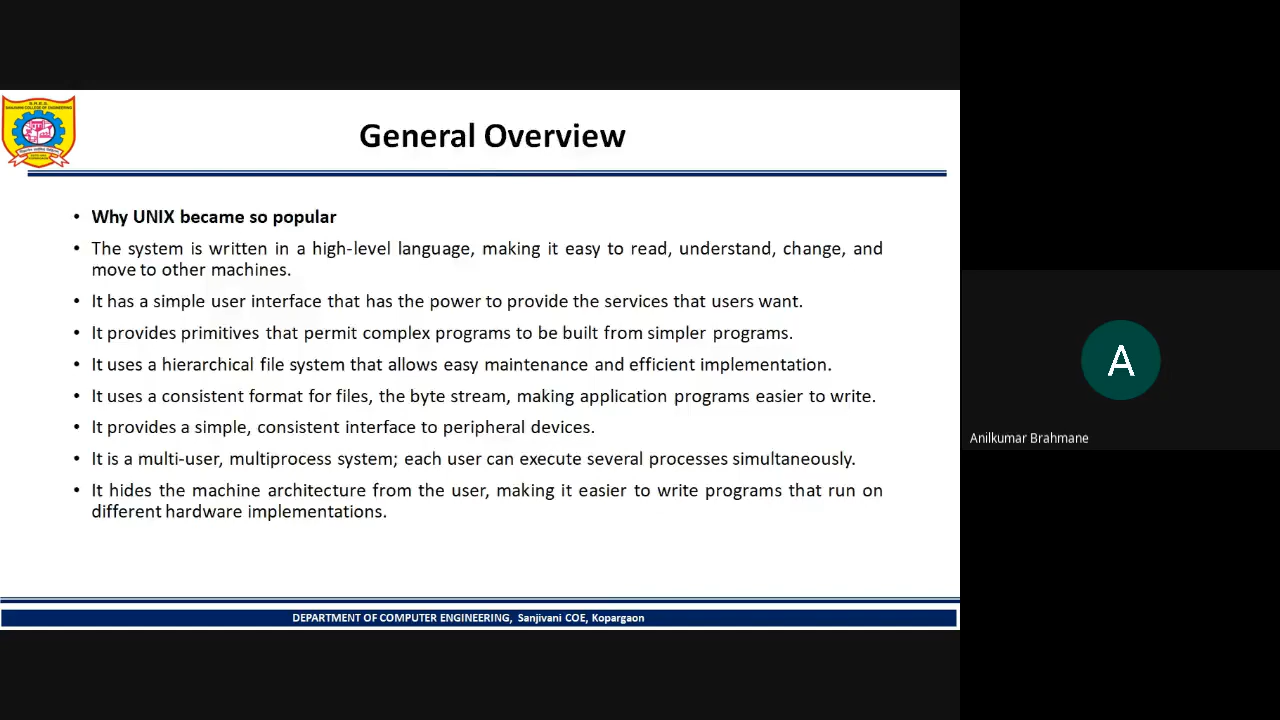 General Overview
• Why UNIX became so popular
• The system is written in a high-level language, making it easy to read, understand, change, and
move to other machines.
• It has a simple user interface that has the power to provide the services that users want.
• It provides primitives that permit complex programs to be built from simpler programs.
• It uses a hierarchical file system that allows easy maintenance and efficient implementation.
• It uses a consistent format for files, the byte stream, making application programs easier to write.
• It provides a simple, consistent interface to peripheral devices.
• It is a multi-user, multiprocess system; each user can execute several processes simultaneously.
• It hides the machine architecture from the user, making it easier to write programs that run on
different hardware implementations.
DEPARTMENT OF COMPUTER ENGINEERING, Sanjivani COE, Kopargaon
A
Anilkumar Brahmane